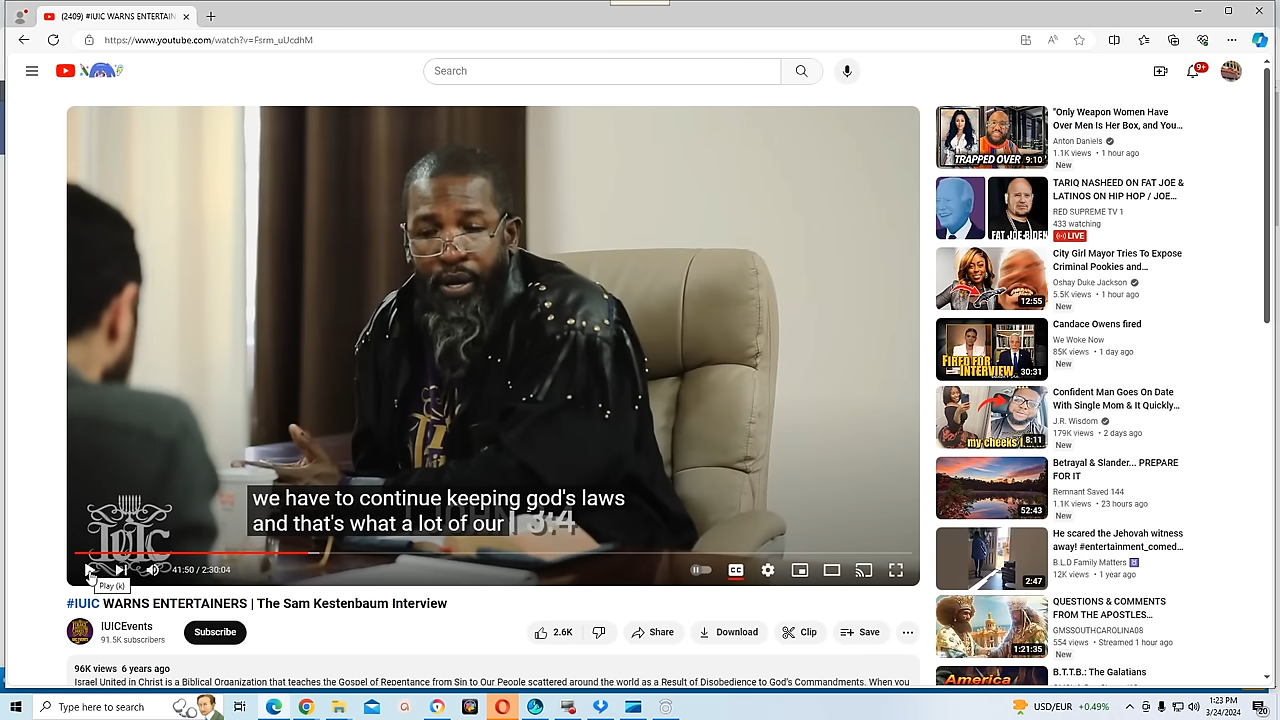 (2409) #IUIC WARNS ENTERTAIN
https://www.youtube.com/watch?v=Fsrm_uUcdhM
Search
9+
we have to continue keeping god's laws
and that's what a lot of our
3:4
IUIC
41:50 / 2:30:04
CC
Play (k)
#IUIC WARNS ENTERTAINERS | The Sam Kestenbaum Interview
IUICEvents
91.5K subscribers
Subscribe
2.6K
Share
Download
Clip
Save
96K views 6 years ago
Israel United in Christ is a Biblical Organization that teaches the Gospel of Repentance from Sin to Our People scattered around the world as a Result of Disobedience to God's Commandments. When you
"Only Weapon Women Have
Over Men Is Her Box, and You...
Anton Daniels
1.1K views • 1 hour ago
New
TRAPPED OVER
9:10
TARIQ NASHEED ON FAT JOE &
LATINOS ON HIP HOP / JOE...
RED SUPREME TV 1
433 watching
LIVE
FAT JOE BIDEN
City Girl Mayor Tries To Expose
Criminal Pookies and...
Oshay Duke Jackson
5.5K views • 1 hour ago
New
12:55
Candace Owens fired
We Woke Now
85K views • 1 day ago
New
FIRED FOR
INTERVIEW
30:31
Confident Man Goes On Date
With Single Mom & It Quickly...
J.R. Wisdom
179K views • 2 days ago
New
my cheeks
8:11
Betrayal & Slander... PREPARE
FOR IT
Remnant Saved 144
1.1K views • 23 hours ago
New
52:43
He scared the Jehovah witness
away! #entertainment_comed...
B.L.D Family Matters
12K views • 1 year ago
2:47
QUESTIONS & COMMENTS
FROM THE APOSTLES...
GMSSOUTHCAROLINA08
554 views • Streamed 1 hour ago
New
1:21:35
B.T.T.B.: The Galatians
America
Type here to search
USD/EUR +0.49%
1:23 PM
3/24/2024
20